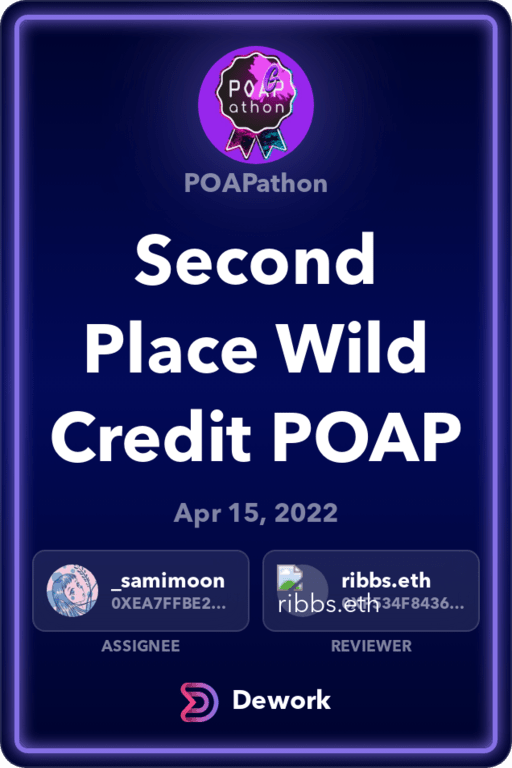 POAP
athon
POAPathon
Second
Place Wild
Credit POAP
Apr 15, 2022
_samimoon
0XEA7FFBE2...
ribbs.eth
ribbs.eth
ASSIGNEE
REVIEWER
Dework